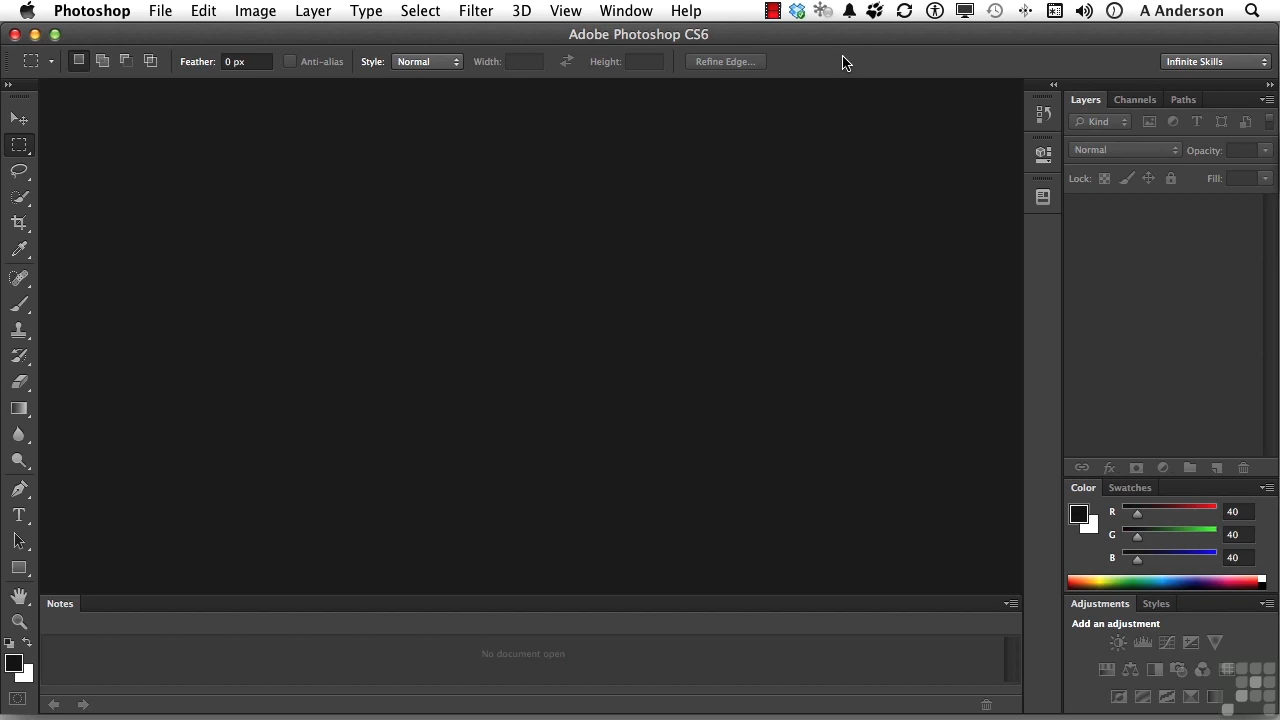 Photoshop File Edit Image Layer Type Select Filter 3D View Window Help A Anderson
Adobe Photoshop CS6
Feather: 0 px Anti-alias Style: Normal Width: Height: Refine Edge... Infinite Skills
Layers Channels Paths
Kind
Normal Opacity:
Lock: Fill:
Color Swatches
R 40
G 40
B 40
Notes
No document open
Adjustments Styles
Add an adjustment